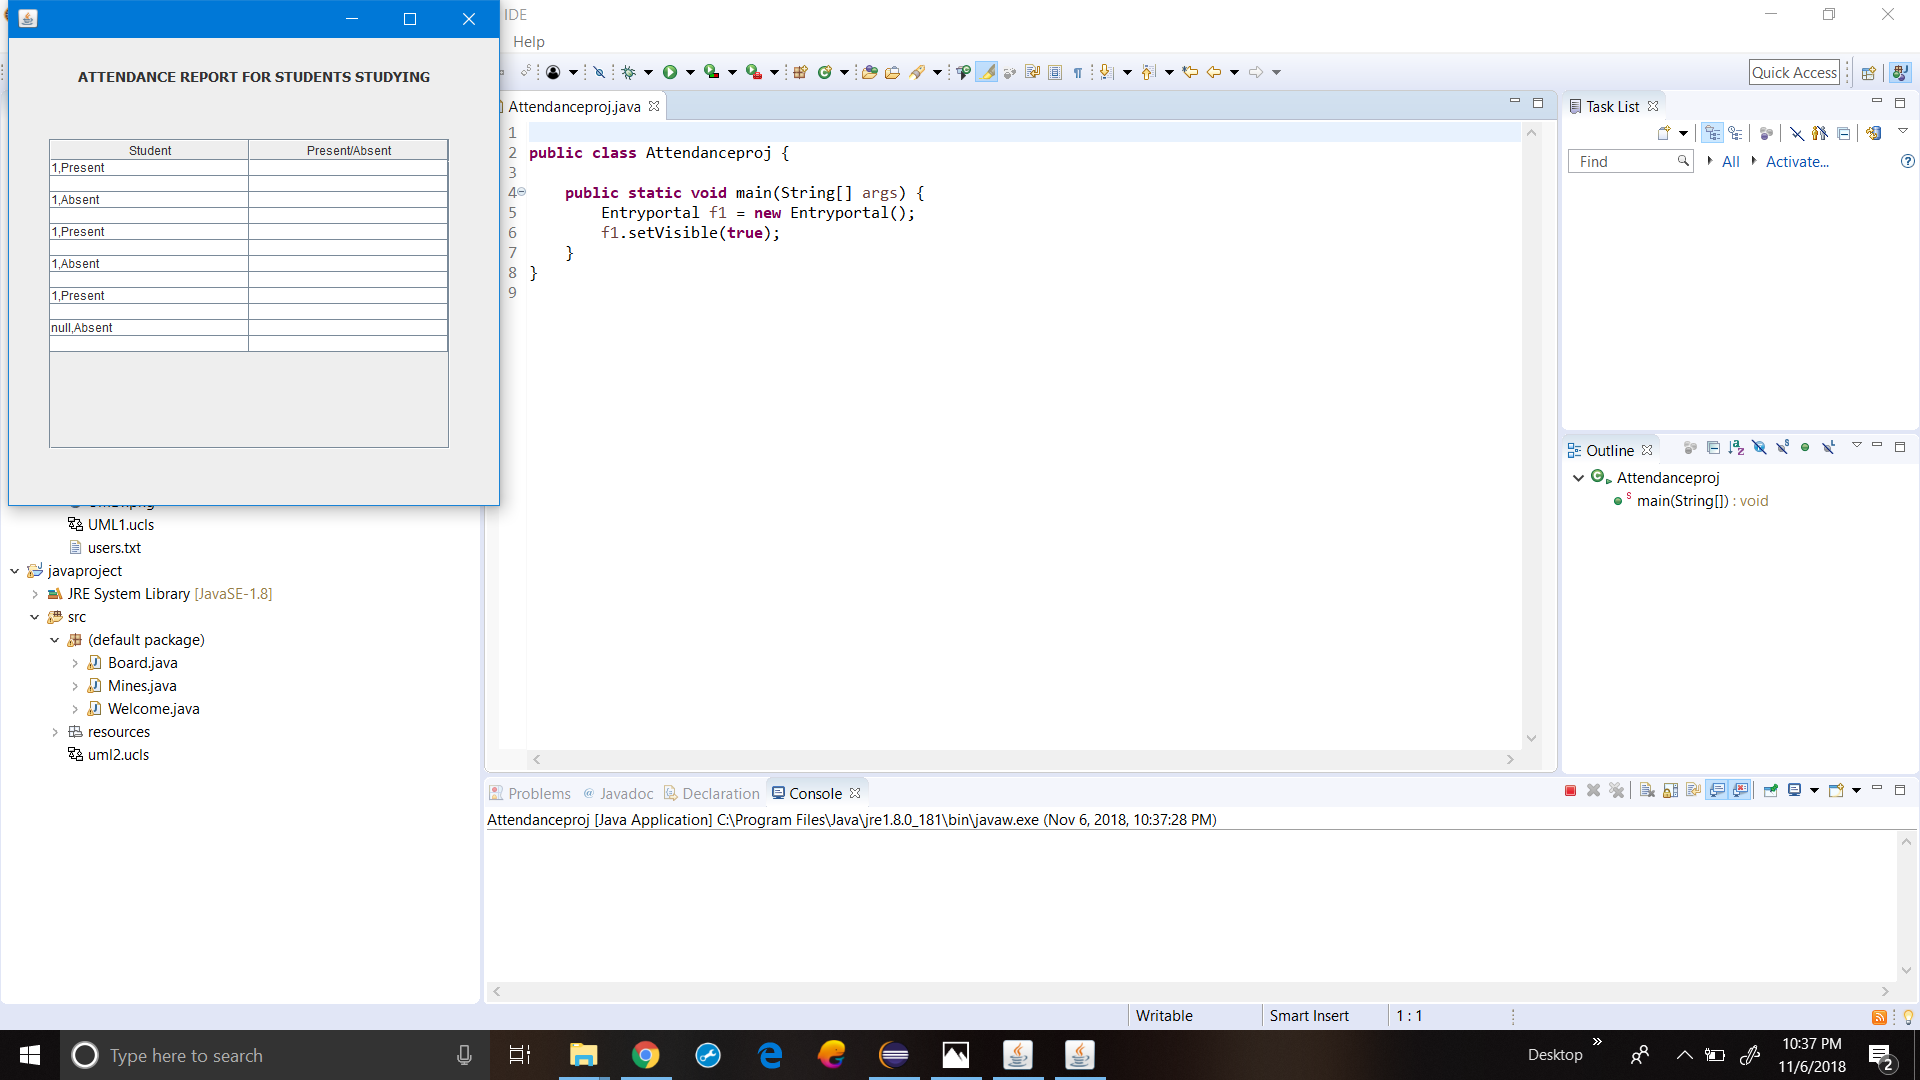 IDE
Help
ATTENDANCE REPORT FOR STUDENTS STUDYING
Student Present/Absent
1,Present
1,Absent
1,Present
1,Absent
1,Present
null,Absent
UML1.ucls
users.txt
javaproject
JRE System Library [JavaSE-1.8]
src
(default package)
Board.java
Mines.java
Welcome.java
resources
uml2.ucls
Quick Access
Attendanceproj.java
1
2 public class Attendanceproj {
3
4 public static void main(String[] args) {
5 Entryportal f1 = new Entryportal();
6 f1.setVisible(true);
7 }
8 }
9
Task List
Find All Activate...
Outline
Attendanceproj
main(String[]) : void
Problems Javadoc Declaration Console
Attendanceproj [Java Application] C:\Program Files\Java\jre1.8.0_181\bin\javaw.exe (Nov 6, 2018, 10:37:28 PM)
Writable Smart Insert 1 : 1
Type here to search
Desktop
10:37 PM
11/6/2018
2